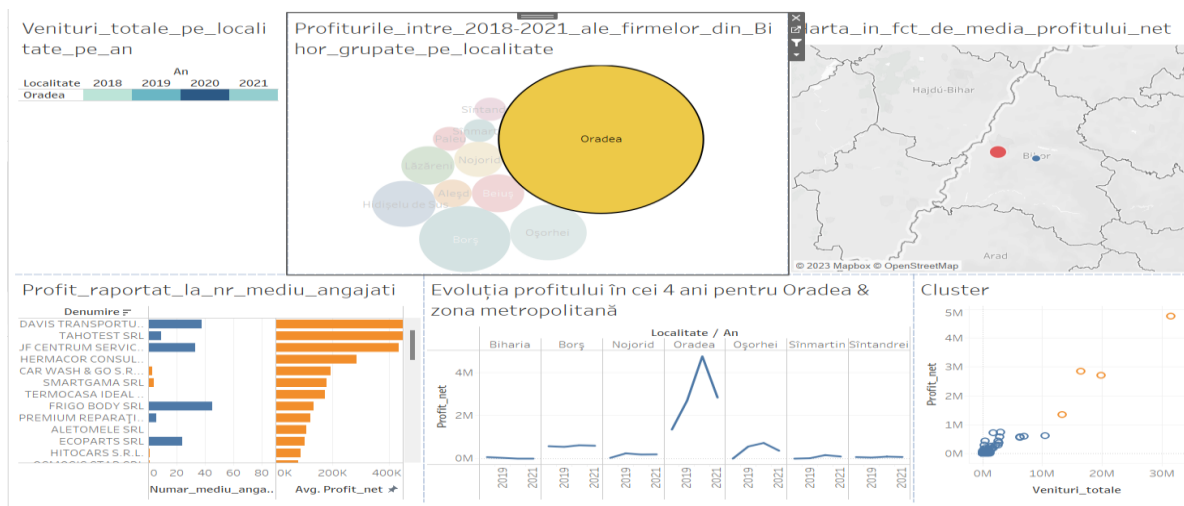 Venituri_totale_pe_locali
tate_pe_an
An
Localitate 2018 2019 2020 2021
Oradea
Profiturile_intre_2018-2021_ale_firmelor_din_Bi
hor_grupate_pe_localitate
Sîntand
Sînmart
Paleu
Nojorid
Lăzăreni
Aleşd
Beiuş
Hidişelu de Sus
Borş
Oşorhei
Oradea
arta_in_fct_de_media_profitului_net
Hajdú-Bihar
Bihor
Arad
© 2023 Mapbox © OpenStreetMap
Profit_raportat_la_nr_mediu_angajati
Denumire
DAVIS TRANSPORTU..
TAHOTEST SRL
JF CENTRUM SERVIC..
HERMACOR CONSUL..
CAR WASH & GO S.R...
SMARTGAMA SRL
TERMOCASA IDEAL ..
FRIGO BODY SRL
PREMIUM REPARAŢI..
ALETOMELE SRL
ECOPARTS SRL
HITOCARS S.R.L.
0 20 40 60 80
0K 200K 400K
Numar_mediu_anga..
Avg. Profit_net
Evoluția profitului în cei 4 ani pentru Oradea &
zona metropolitană
Localitate / An
Biharia Borş Nojorid Oradea Oşorhei Sînmartin Sîntandrei
Profit_net
4M
2M
0M
2019 2021 2019 2021 2019 2021 2019 2021 2019 2021 2019 2021 2019 2021
Cluster
Profit_net
5M
4M
3M
2M
1M
0M
0M 10M 20M 30M
Venituri_totale